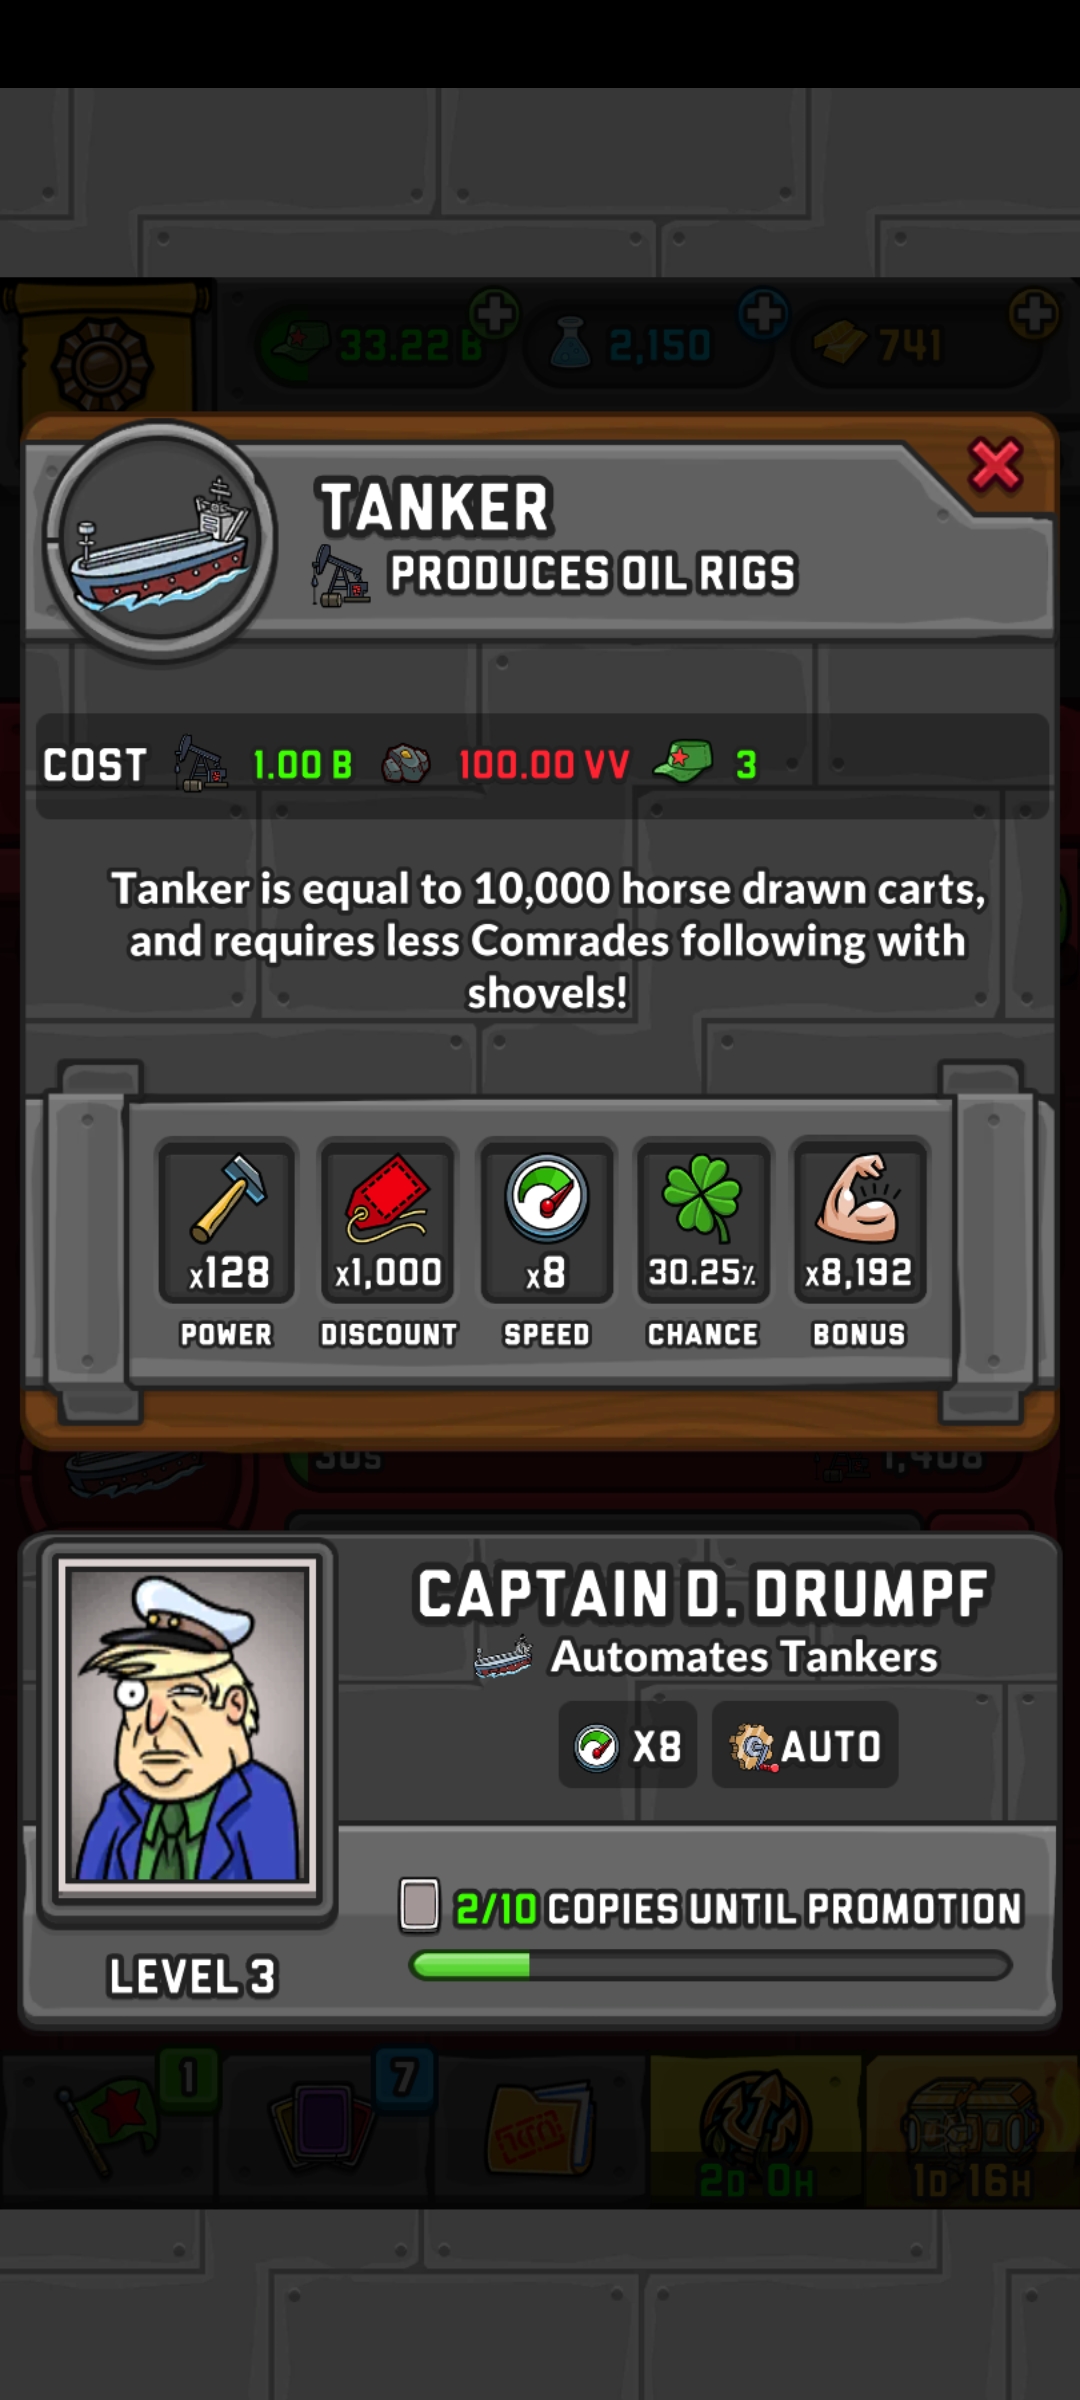 33.22 B
2,150
741
TANKER
PRODUCES OIL RIGS
COST 1.00 B 100.00 VV 3
Tanker is equal to 10,000 horse drawn carts,
and requires less Comrades following with
shovels!
x128 x1,000 x8 30.25% x8,192
POWER DISCOUNT SPEED CHANCE BONUS
30s 1,408
CAPTAIN D. DRUMPF
Automates Tankers
X8 AUTO
2/10 COPIES UNTIL PROMOTION
LEVEL 3
1 7
2D 0H 1D 16H